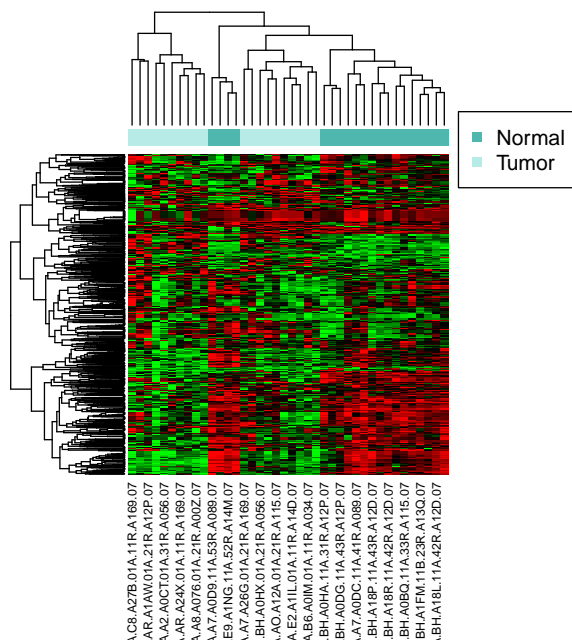 Normal
Tumor
A.C8.A27B.01A.11R.A169.07
AR.A1AW.01A.21R.A12P.07
A.A2.A0CT.01A.31R.A056.07
A.AR.A24X.01A.11R.A169.07
A.A8.A076.01A.21R.A00Z.07
A.A7.A0D9.11A.53R.A089.07
E9.A1NG.11A.52R.A14M.07
A.A7.A26G.01A.21R.A169.07
.BH.A0HX.01A.21R.A056.07
.AO.A12A.01A.21R.A115.07
A.E2.A1IL.01A.11R.A14D.07
A.B6.A0IM.01A.11R.A034.07
BH.A0HA.11A.31R.A12P.07
BH.A0DG.11A.43R.A12P.07
.A7.A0DC.11A.41R.A089.07
BH.A18P.11A.43R.A12D.07
BH.A18R.11A.42R.A12D.07
BH.A0BQ.11A.33R.A115.07
BH.A1FM.11B.23R.A13Q.07
.BH.A18L.11A.42R.A12D.07